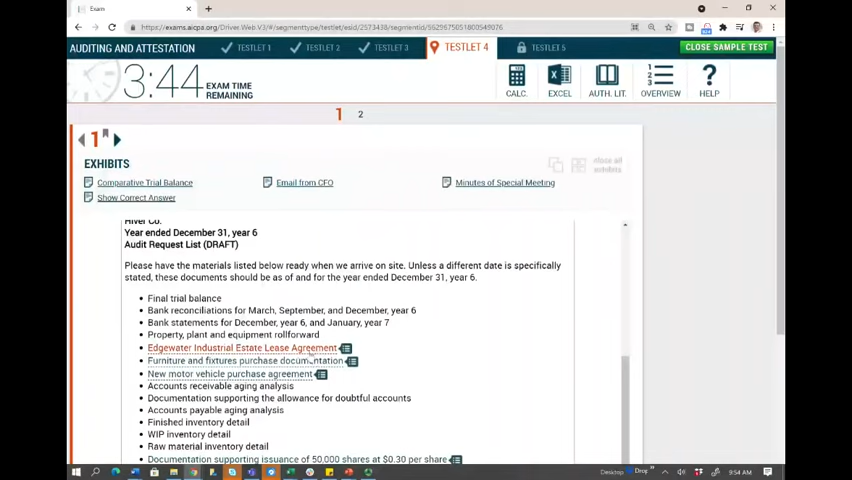 Exam
https://exams.aicpa.org/Driver.Web.V3/#/segmenttype/testlet/esid/2573438/segmentid/5629675051800549076
AUDITING AND ATTESTATION
TESTLET 1
TESTLET 2
TESTLET 3
TESTLET 4
TESTLET 5
CLOSE SAMPLE TEST
3:44
EXAM TIME
REMAINING
CALC.
EXCEL
AUTH. LIT.
OVERVIEW
HELP
1
2
1
EXHIBITS
close all
exhibits
Comparative Trial Balance
Email from CFO
Minutes of Special Meeting
Show Correct Answer
Year ended December 31, year 6
Audit Request List (DRAFT)
Please have the materials listed below ready when we arrive on site. Unless a different date is specifically
stated, these documents should be as of and for the year ended December 31, year 6.
• Final trial balance
• Bank reconciliations for March, September, and December, year 6
• Bank statements for December, year 6, and January, year 7
• Property, plant and equipment rollforward
• Edgewater Industrial Estate Lease Agreement
• Furniture and fixtures purchase documentation
• New motor vehicle purchase agreement
• Accounts receivable aging analysis
• Documentation supporting the allowance for doubtful accounts
• Accounts payable aging analysis
• Finished inventory detail
• WIP inventory detail
• Raw material inventory detail
• Documentation supporting issuance of 50,000 shares at $0.30 per share
Desktop
Drop
9:54 AM